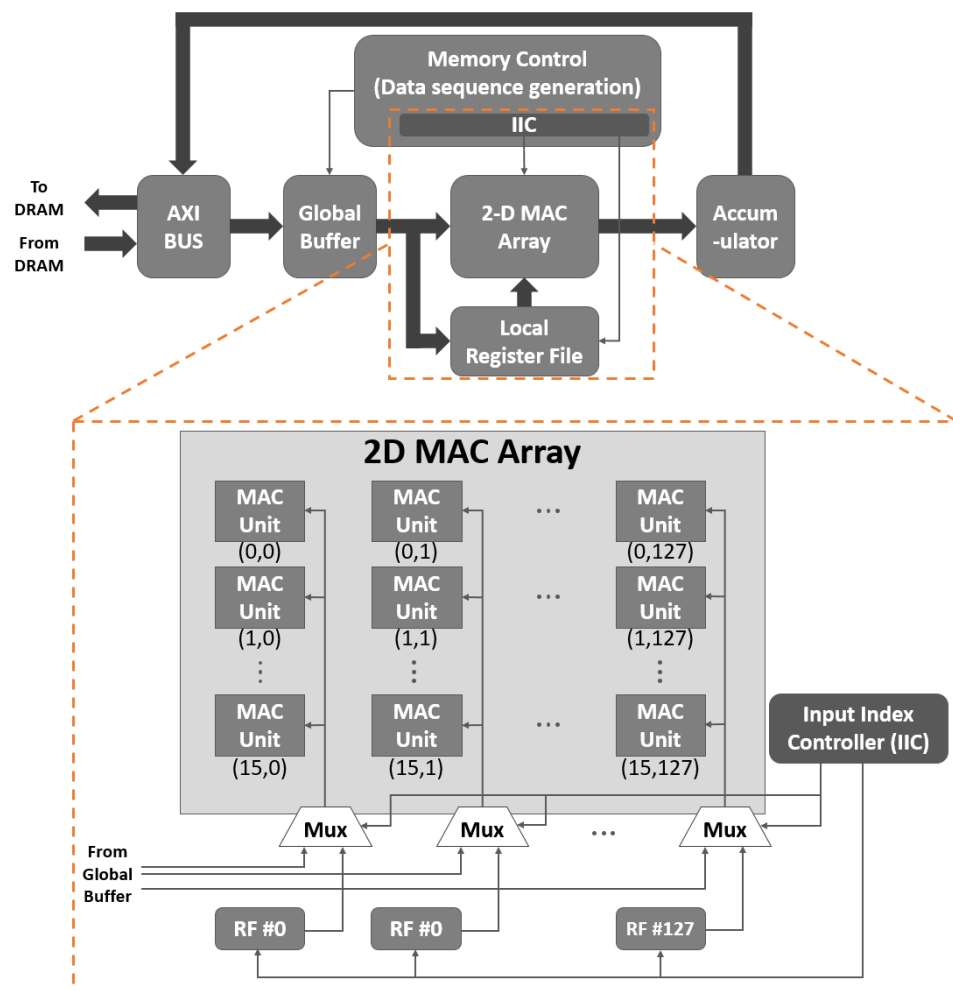 Memory Control
(Data sequence generation)
IIC
To
DRAM
From
DRAM
AXI
BUS
Global
Buffer
2-D MAC
Array
Accum
-ulator
Local
Register File
2D MAC Array
MAC
Unit
(0,0)
MAC
Unit
(0,1)
...
MAC
Unit
(0,127)
MAC
Unit
(1,0)
MAC
Unit
(1,1)
...
MAC
Unit
(1,127)
...
...
...
MAC
Unit
(15,0)
MAC
Unit
(15,1)
...
MAC
Unit
(15,127)
Input Index
Controller (IIC)
Mux
Mux
...
Mux
From
Global
Buffer
RF #0
RF #0
RF #127